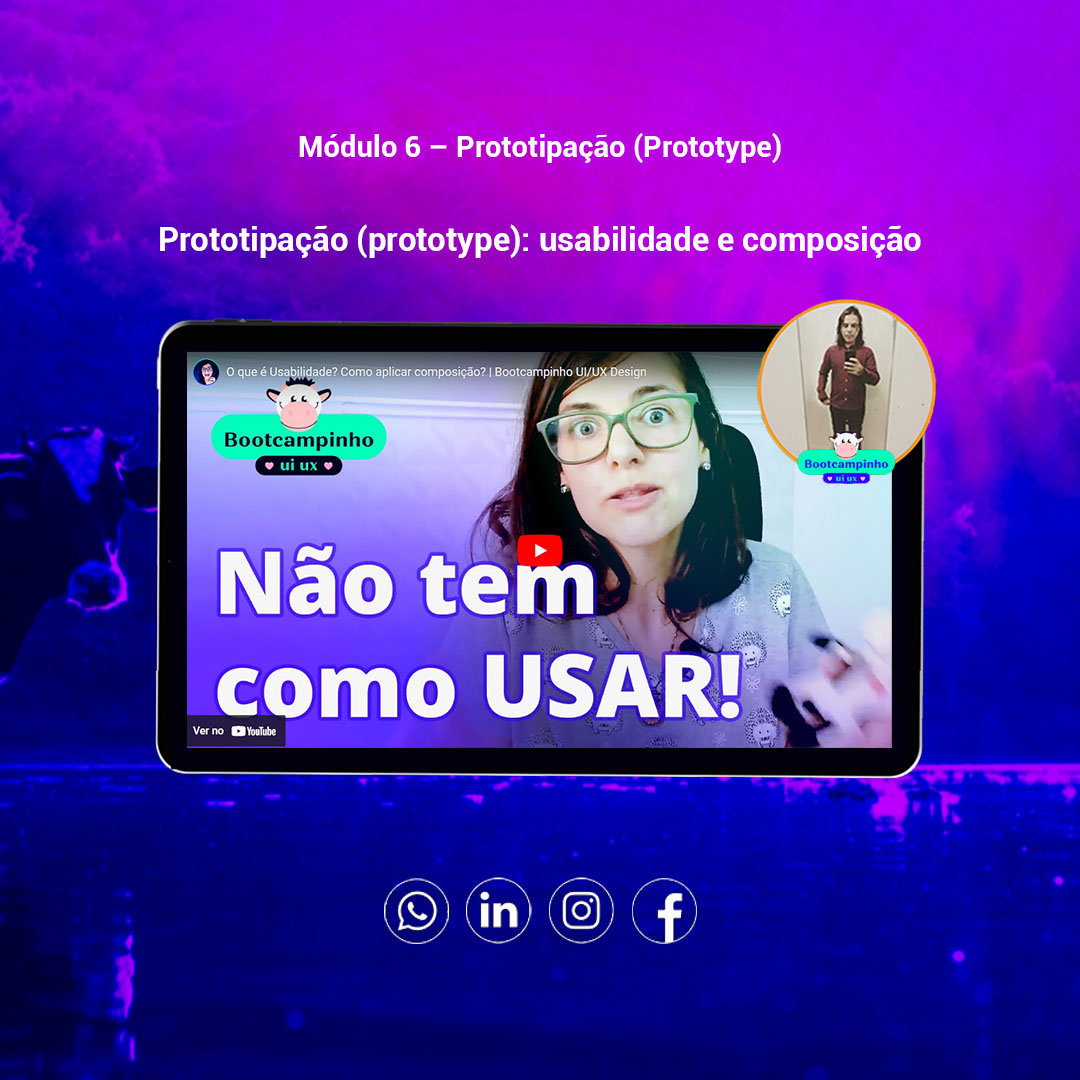 Módulo 6 – Prototipação (Prototype)
Prototipação (prototype): usabilidade e composição
O que é Usabilidade? Como aplicar composição? | Bootcampinho UI/UX Design
Bootcampinho
ui ux
Bootcampinho
ui ux
Não tem
como USAR!
Ver no YouTube
in
f